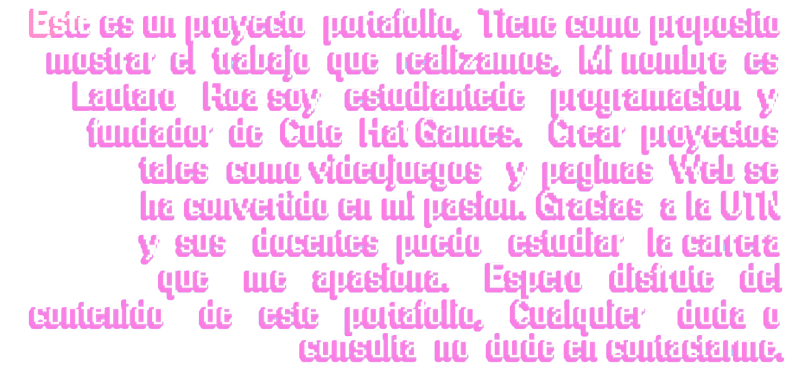 Este es un proyecto portafolio, Tiene como proposito
mostrar el trabajo que realizamos, Mi nombre es
Lautaro Roa soy estudiantede programacion y
fundador de Cute Hat Games. Crear proyectos
tales como videojuegos y paginas Web se
ha convertido en mi pasion. Gracias a la UTN
y sus docentes puedo estudiar la carrera
que me apasiona. Espero disfrute del
contenido de este portafolio, Cualquier duda o
consulta no dude en contactarme.